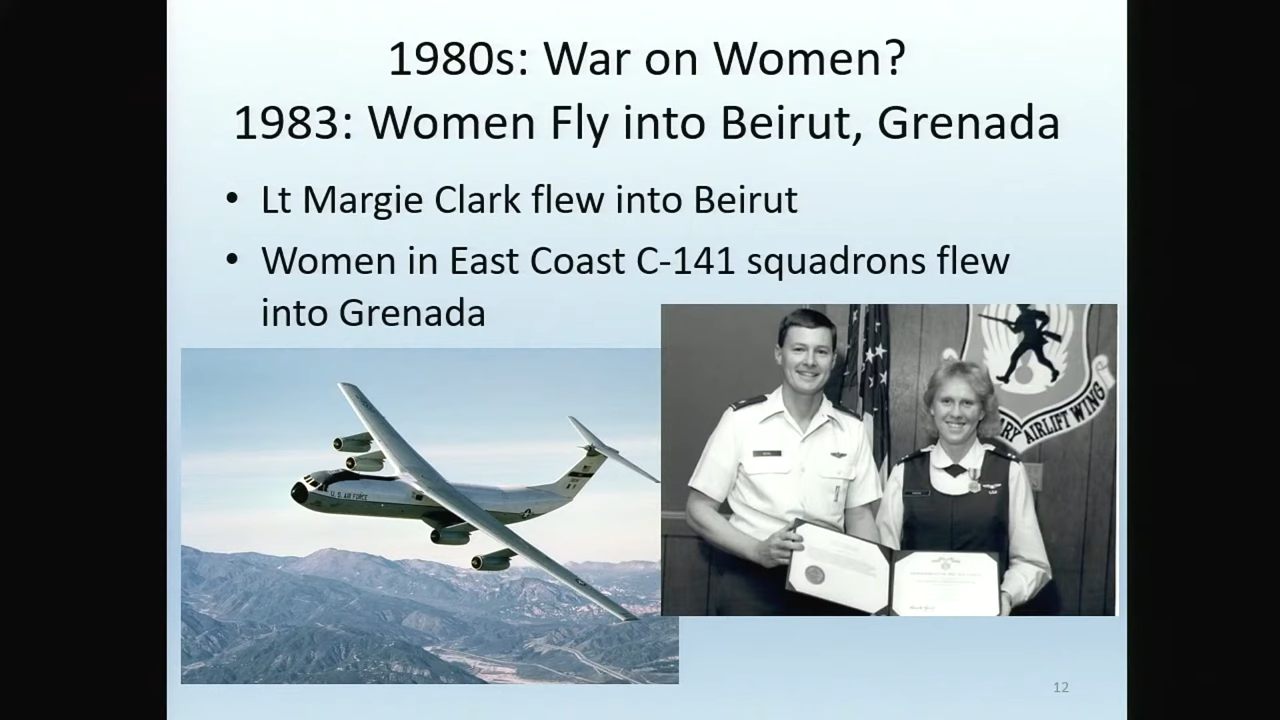 1980s: War on Women?
1983: Women Fly into Beirut, Grenada
• Lt Margie Clark flew into Beirut
• Women in East Coast C-141 squadrons flew
into Grenada
U.S. AIR FORCE
RY AIRLIFT WING
12